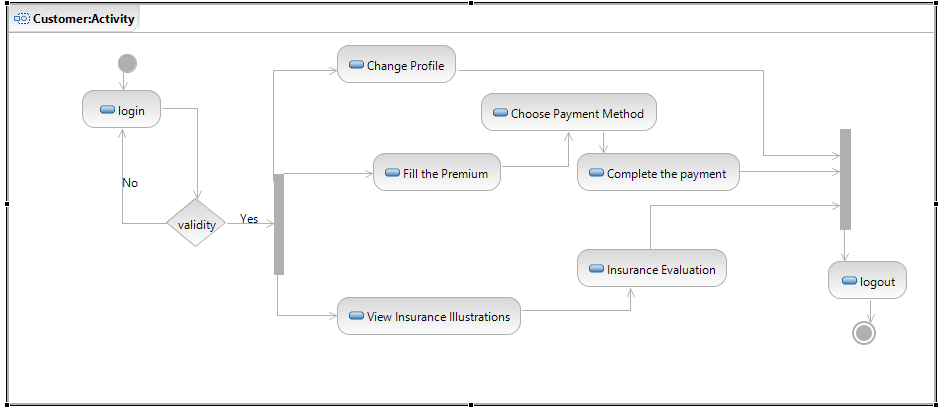 Customer:Activity
Change Profile
login
Choose Payment Method
No
Fill the Premium
Complete the payment
validity
Yes
Insurance Evaluation
View Insurance Illustrations
logout